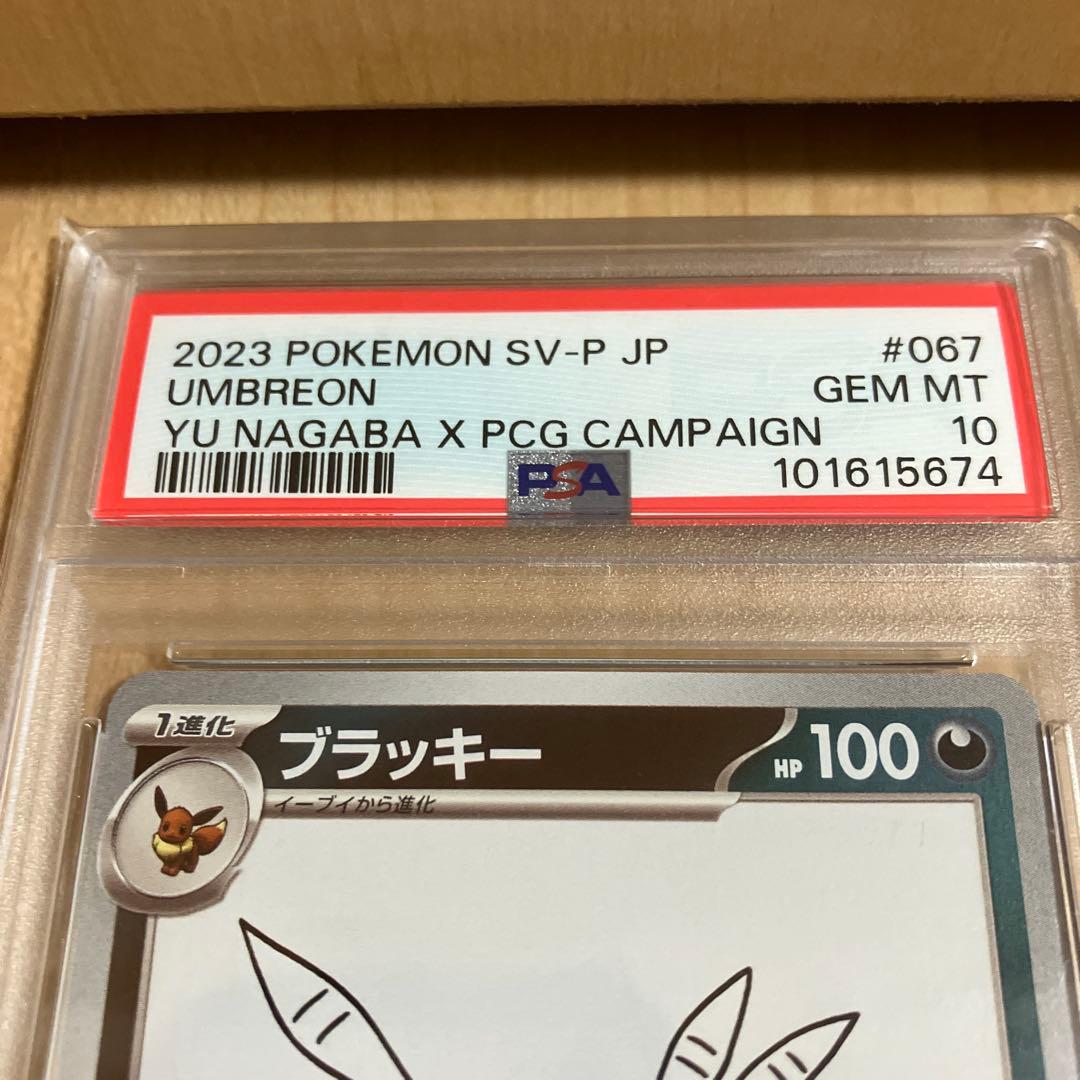 2023 POKEMON SV-P JP #067
UMBREON GEM MT
YU NAGABA X PCG CAMPAIGN 10
PSA 101615674
1進化 ブラッキー HP 100
イーブイから進化